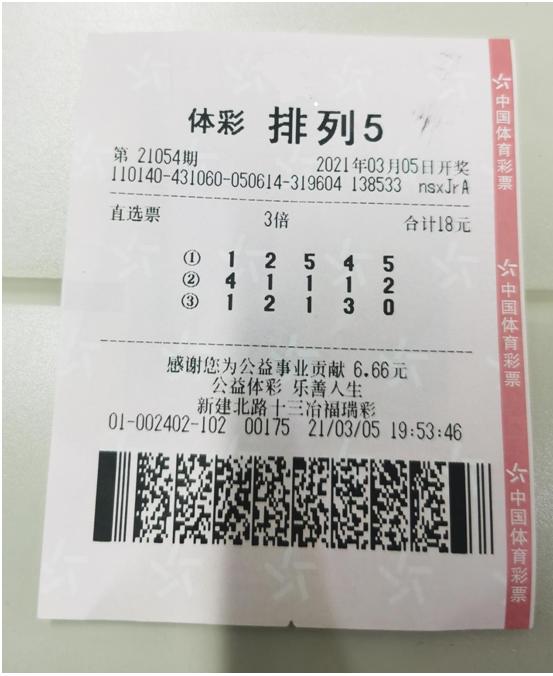 体彩 排列5
第 21054期 2021年03月05日开奖
110140-431060-050614-319604 138533 nsxJrA
直选票 3倍 合计18元
① 1 2 5 4 5
② 4 1 1 1 2
③ 1 2 1 3 0
感谢您为公益事业贡献 6.66元
公益体彩 乐善人生
新建北路十三冶福瑞彩
01-002402-102 00175 21/03/05 19:53:46
中国体育彩票
中国体育彩票
中国体育彩票